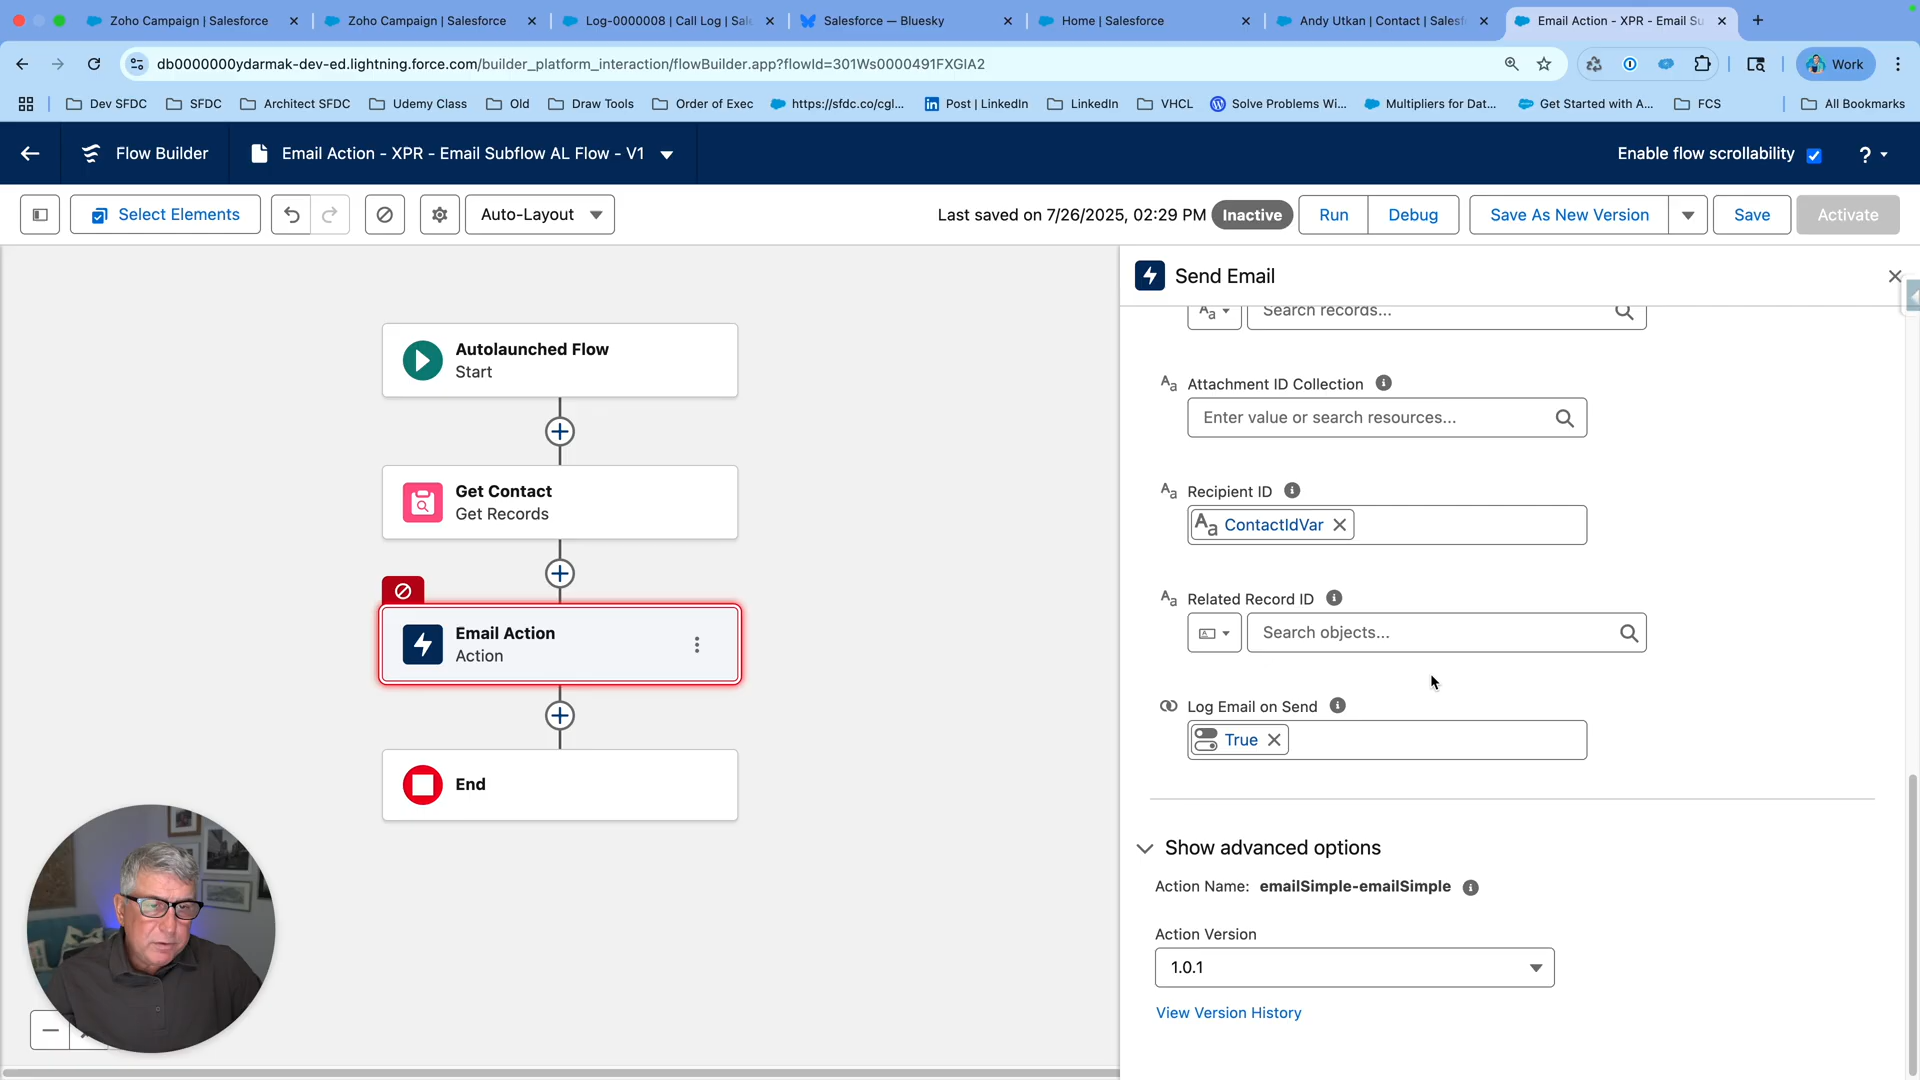 Zoho Campaign | Salesforce
Zoho Campaign | Salesforce
Log-0000008 | Call Log | Sal
Salesforce — Bluesky
Home | Salesforce
Andy Utkan | Contact | Salesf
Email Action - XPR - Email Su
db0000000ydarmak-dev-ed.lightning.force.com/builder_platform_interaction/flowBuilder.app?flowId=301Ws0000491FXGIA2
Work
Dev SFDC
SFDC
Architect SFDC
Udemy Class
Old
Draw Tools
Order of Exec
https://sfdc.co/cgl...
Post | LinkedIn
LinkedIn
VHCL
Solve Problems Wi...
Multipliers for Dat...
Get Started with A...
FCS
All Bookmarks
Flow Builder
Email Action - XPR - Email Subflow AL Flow - V1
Enable flow scrollability
?
Select Elements
Auto-Layout
Last saved on 7/26/2025, 02:29 PM
Inactive
Run
Debug
Save As New Version
Save
Activate
Send Email
Aa
Search records...
Autolaunched Flow
Start
Aa Attachment ID Collection
Enter value or search resources...
Get Contact
Get Records
Aa Recipient ID
Aa ContactIdVar
Aa Related Record ID
Search objects...
Email Action
Action
Log Email on Send
True
End
Show advanced options
Action Name: emailSimple-emailSimple
Action Version
1.0.1
View Version History